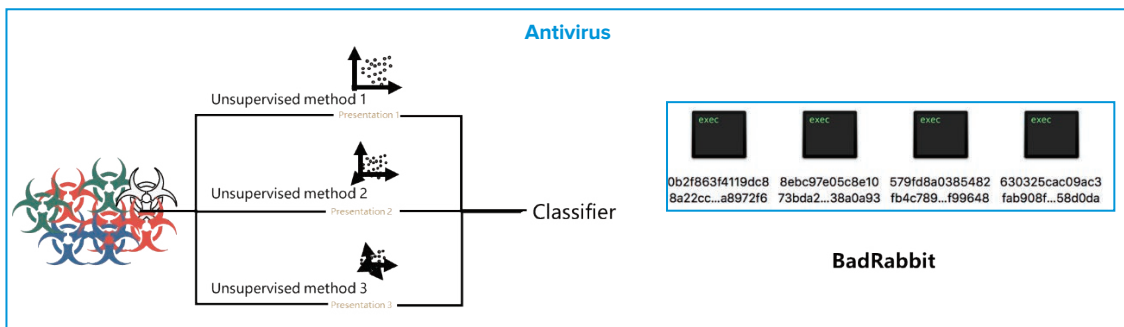 Antivirus
Unsupervised method 1
Presentation 1
Unsupervised method 2
Presentation 2
Unsupervised method 3
Presentation 3
Classifier
exec exec exec exec
0b2f863f4119dc8 8ebc97e05c8e10 579fd8a0385482 630325cac09ac3
8a22cc...a8972f6 73bda2...38a0a93 fb4c789...f99648 fab908f...58d0da
BadRabbit